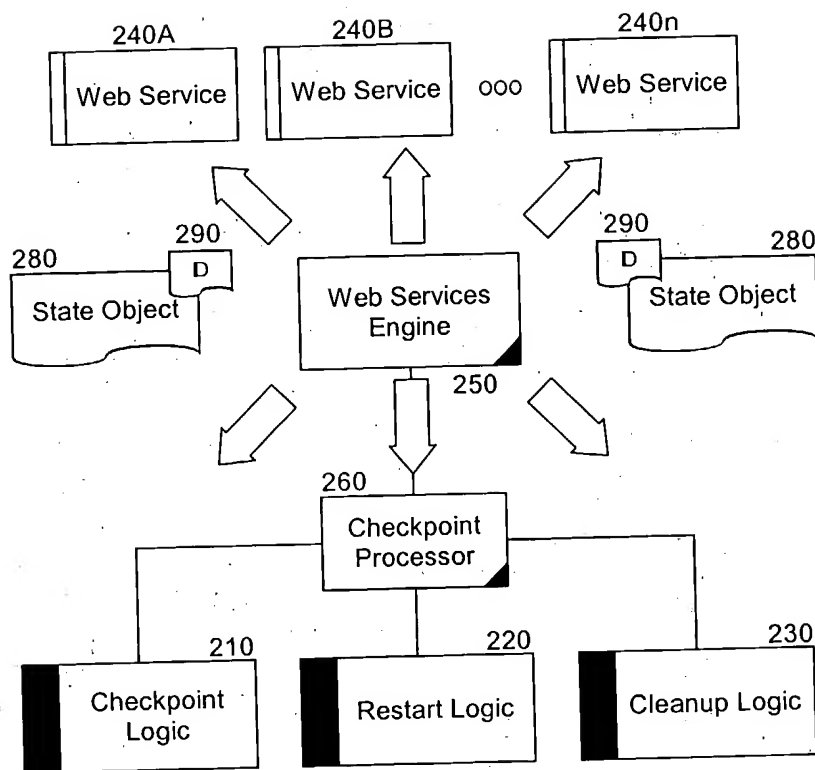 240A
240B
240n
Web Service
Web Service
ooo
Web Service
290
290
280
280
D
D
State Object
Web Services
Engine
State Object
250
260
Checkpoint
Processor
210
220
230
Checkpoint
Logic
Restart Logic
Cleanup Logic